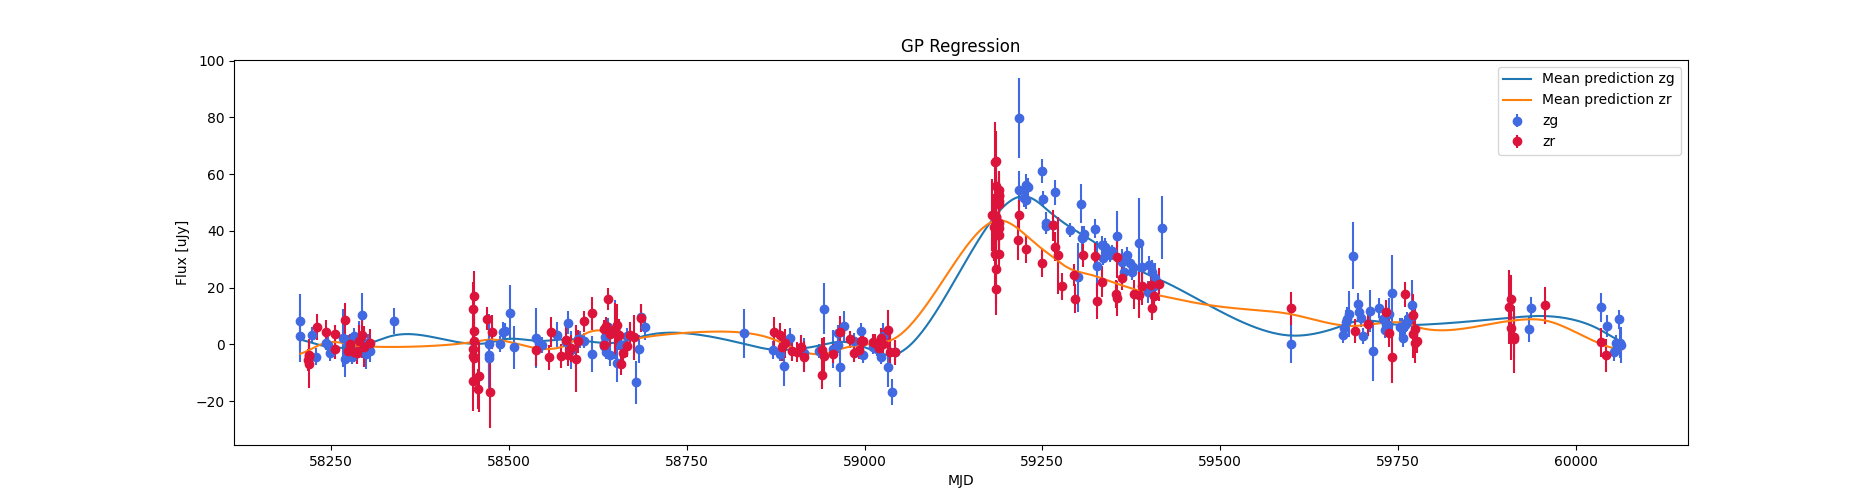 GP Regression
Flux [uJy]
100
80
60
40
20
0
−20
Mean prediction zg
Mean prediction zr
zg
zr
58250
58500
58750
59000
59250
59500
59750
60000
MJD